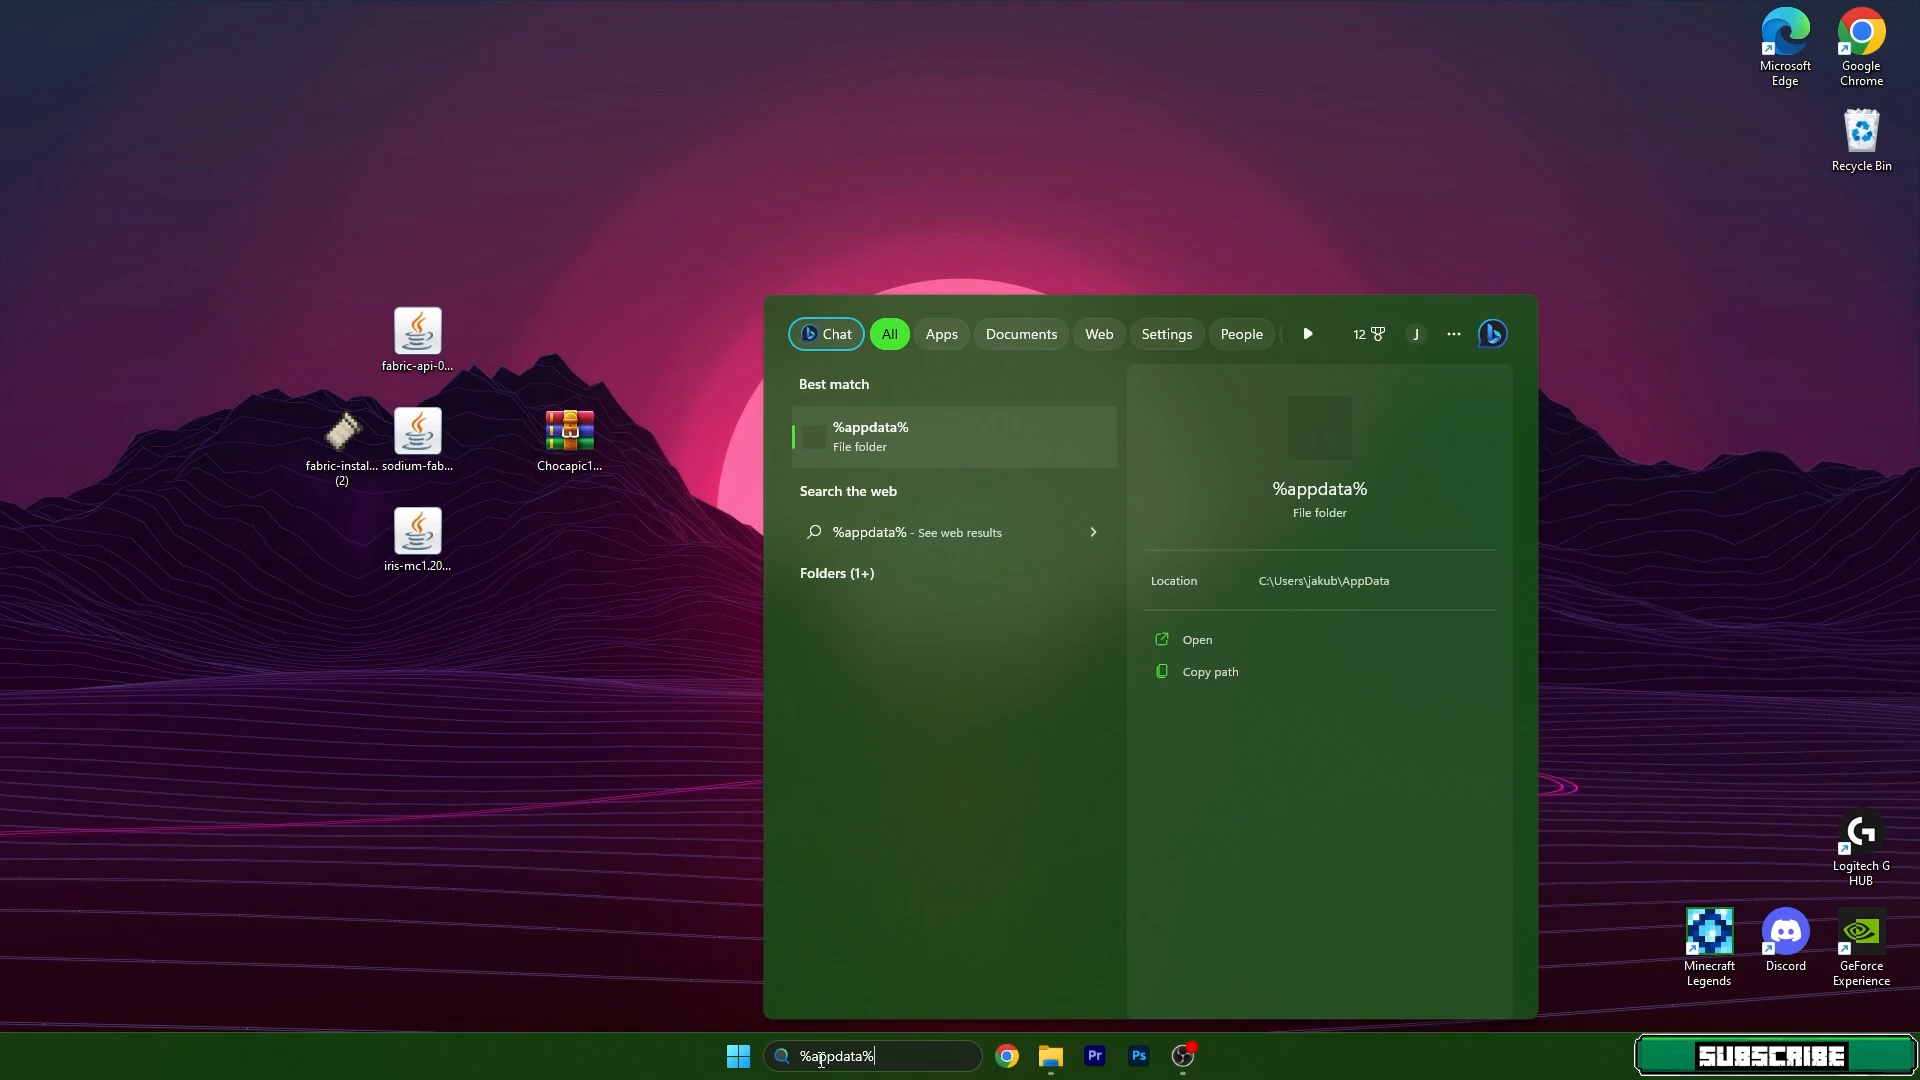 Microsoft
Edge
Google
Chrome
Recycle Bin
fabric-api-0...
fabric-instal...
(2)
sodium-fab...
Chocapic1...
iris-mc1.20...
Chat
All
Apps
Documents
Web
Settings
People
12
J
Best match
%appdata%
File folder
Search the web
%appdata% - See web results
Folders (1+)
%appdata%
File folder
Location
C:\Users\jakub\AppData
Open
Copy path
Logitech G
HUB
Minecraft
Legends
Discord
GeForce
Experience
%appdata%
Pr
Ps
SUBSCRIBE